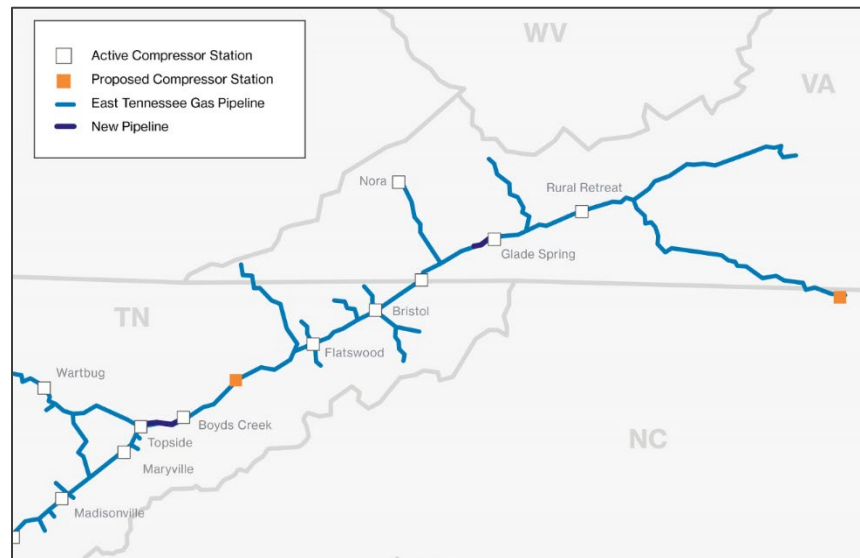 Active Compressor Station
Proposed Compressor Station
East Tennessee Gas Pipeline
New Pipeline
WV
VA
Nora
Rural Retreat
Glade Spring
TN
Bristol
Flatswood
Wartbug
Boyds Creek
Topside
NC
Maryville
Madisonville